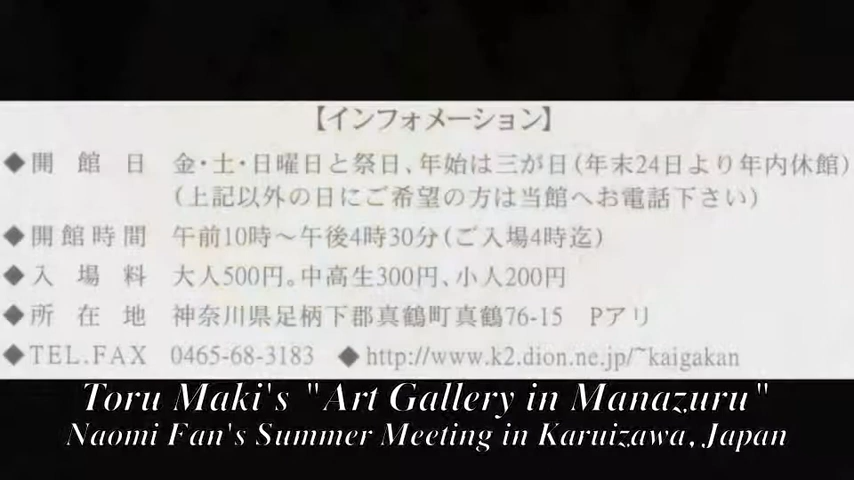 【インフォメーション】
◆開館日 金・土・日曜日と祭日、年始は三が日(年末24日より年内休館)
(上記以外の日にご希望の方は当館へお電話下さい)
◆開館時間 午前10時～午後4時30分(ご入場4時迄)
◆入場料 大人500円。中高生300円、小人200円
◆所在地 神奈川県足柄下郡真鶴町真鶴76-15 Pアリ
◆TEL.FAX 0465-68-3183 ◆http://www.k2.dion.ne.jp/~kaigakan
Toru Maki's "Art Gallery in Manazuru"
Naomi Fan's Summer Meeting in Karuizawa, Japan